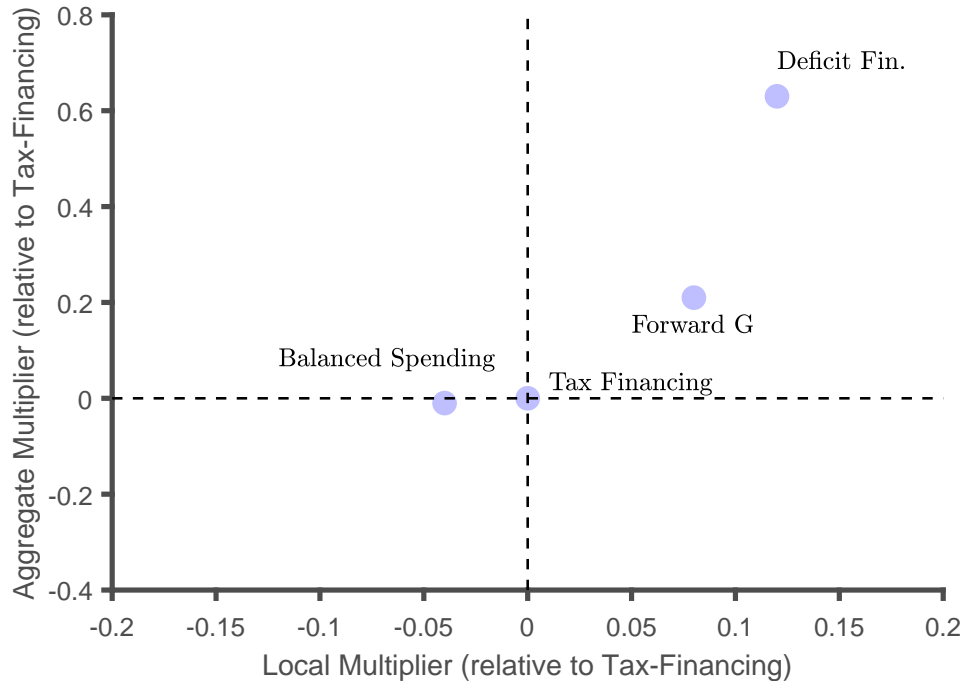 Aggregate Multiplier (relative to Tax-Financing)
0.8
0.6
0.4
0.2
0
-0.2
-0.4
Deficit Fin.
Forward G
Balanced Spending
Tax Financing
-0.2 -0.15 -0.1 -0.05 0 0.05 0.1 0.15 0.2
Local Multiplier (relative to Tax-Financing)